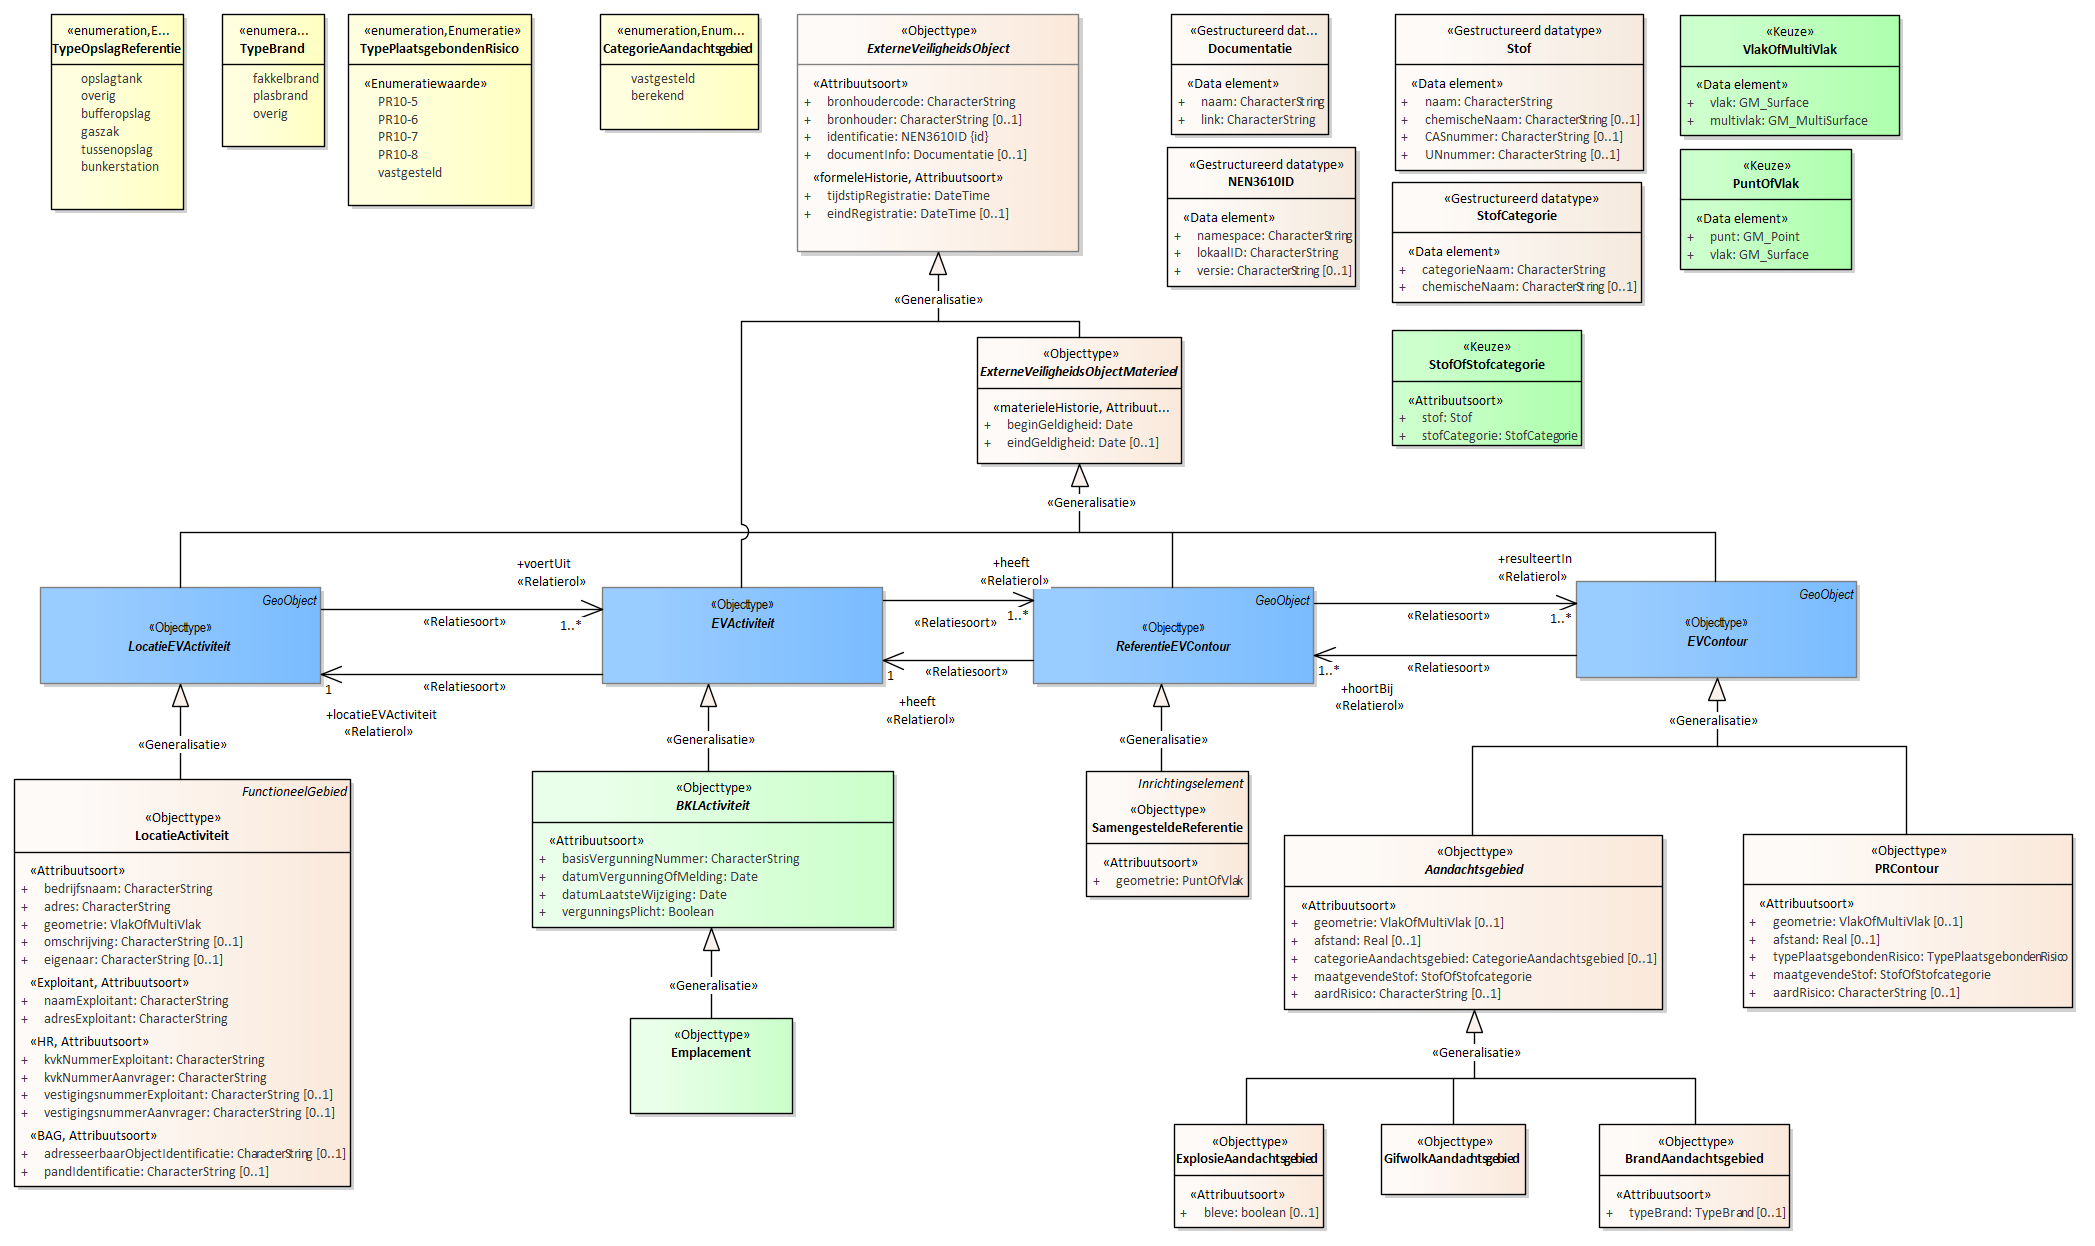 «enumeration,E...
TypeOpslagReferentie
opslagtank
overig
bufferopslag
gaszak
tussenopslag
bunkerstation
«enumera...
TypeBrand
fakkelbrand
plasbrand
overig
«enumeration,Enumeratie»
TypePlaatsgebondenRisico
«Enumeratiewaarde»
PR10-5
PR10-6
PR10-7
PR10-8
vastgesteld
«enumeration,Enum...
CategorieAandachtsgebied
vastgesteld
berekend
«Objecttype»
ExterneVeiligheidsObject
«Attribuutsoort»
+ bronhoudercode: CharacterString
+ bronhouder: CharacterString [0..1]
+ identificatie: NEN3610ID {id}
+ documentInfo: Documentatie [0..1]
«formeleHistorie, Attribuutsoort»
+ tijdstipRegistratie: DateTime
+ eindRegistratie: DateTime [0..1]
«Gestructureerd dat...
Documentatie
«Data element»
+ naam: CharacterString
+ link: CharacterString
«Gestructureerd datatype»
NEN3610ID
«Data element»
+ namespace: CharacterString
+ lokaalID: CharacterString
+ versie: CharacterString [0..1]
«Gestructureerd datatype»
Stof
«Data element»
+ naam: CharacterString
+ chemischeNaam: CharacterString [0..1]
+ CASnummer: CharacterString [0..1]
+ UNnummer: CharacterString [0..1]
«Gestructureerd datatype»
StofCategorie
«Data element»
+ categorieNaam: CharacterString
+ chemischeNaam: CharacterString [0..1]
«Keuze»
StofOfStofcategorie
«Attribuutsoort»
+ stof: Stof
+ stofCategorie: StofCategorie
«Keuze»
VlakOfMultiVlak
«Data element»
+ vlak: GM_Surface
+ multivlak: GM_MultiSurface
«Keuze»
PuntOfVlak
«Data element»
+ punt: GM_Point
+ vlak: GM_Surface
«Generalisatie»
«Objecttype»
ExterneVeiligheidsObjectMaterieel
«materieleHistorie, Attribuut...
+ beginGeldigheid: Date
+ eindGeldigheid: Date [0..1]
«Generalisatie»
GeoObject
«Objecttype»
LocatieEVActiviteit
+voertUit
«Relatierol»
«Relatiesoort»
1..*
«Relatiesoort»
1
+locatieEVActiviteit
«Relatierol»
«Objecttype»
EVActiviteit
+heeft
«Relatierol»
«Relatiesoort»
1..*
«Relatiesoort»
1
+heeft
«Relatierol»
GeoObject
«Objecttype»
ReferentieEVContour
+resulteertIn
«Relatierol»
«Relatiesoort»
1..*
«Relatiesoort»
1..*
+hoortBij
«Relatierol»
GeoObject
«Objecttype»
EVContour
«Generalisatie»
«Generalisatie»
«Generalisatie»
«Generalisatie»
FunctioneelGebied
«Objecttype»
LocatieActiviteit
«Attribuutsoort»
+ bedrijfsnaam: CharacterString
+ adres: CharacterString
+ geometrie: VlakOfMultiVlak
+ omschrijving: CharacterString [0..1]
+ eigenaar: CharacterString [0..1]
«Exploitant, Attribuutsoort»
+ naamExploitant: CharacterString
+ adresExploitant: CharacterString
«HR, Attribuutsoort»
+ kvkNummerExploitant: CharacterString
+ kvkNummerAanvrager: CharacterString
+ vestigingsnummerExploitant: CharacterString [0..1]
+ vestigingsnummerAanvrager: CharacterString [0..1]
«BAG, Attribuutsoort»
+ adresseerbaarObjectIdentificatie: CharacterString [0..1]
+ pandIdentificatie: CharacterString [0..1]
«Objecttype»
BKLActiviteit
«Attribuutsoort»
+ basisVergunningNummer: CharacterString
+ datumVergunningOfMelding: Date
+ datumLaatsteWijziging: Date
+ vergunningsPlicht: Boolean
«Generalisatie»
«Objecttype»
Emplacement
Inrichtingselement
«Objecttype»
SamengesteldeReferentie
«Attribuutsoort»
+ geometrie: PuntOfVlak
«Objecttype»
Aandachtsgebied
«Attribuutsoort»
+ geometrie: VlakOfMultiVlak [0..1]
+ afstand: Real [0..1]
+ categorieAandachtsgebied: CategorieAandachtsgebied [0..1]
+ maatgevendeStof: StofOfStofcategorie
+ aardRisico: CharacterString [0..1]
«Objecttype»
PRContour
«Attribuutsoort»
+ geometrie: VlakOfMultiVlak [0..1]
+ afstand: Real [0..1]
+ typePlaatsgebondenRisico: TypePlaatsgebondenRisico
+ maatgevendeStof: StofOfStofcategorie
+ aardRisico: CharacterString [0..1]
«Generalisatie»
«Objecttype»
ExplosieAandachtsgebied
«Attribuutsoort»
+ bleve: boolean [0..1]
«Objecttype»
GifwolkAandachtsgebied
«Objecttype»
BrandAandachtsgebied
«Attribuutsoort»
+ typeBrand: TypeBrand [0..1]